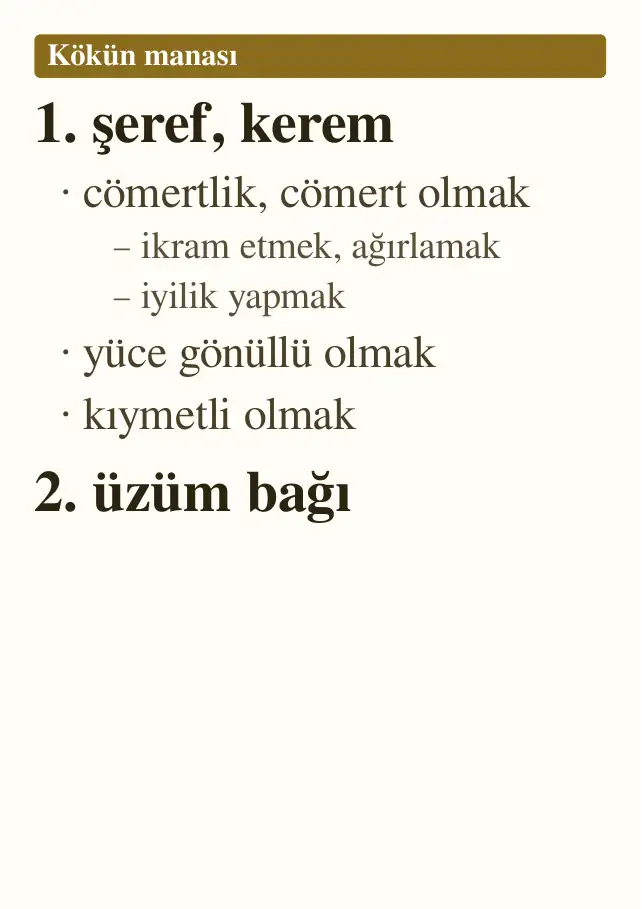 Kökün manası
1. şeref, kerem
· cömertlik, cömert olmak
– ikram etmek, ağırlamak
– iyilik yapmak
· yüce gönüllü olmak
· kıymetli olmak
2. üzüm bağı